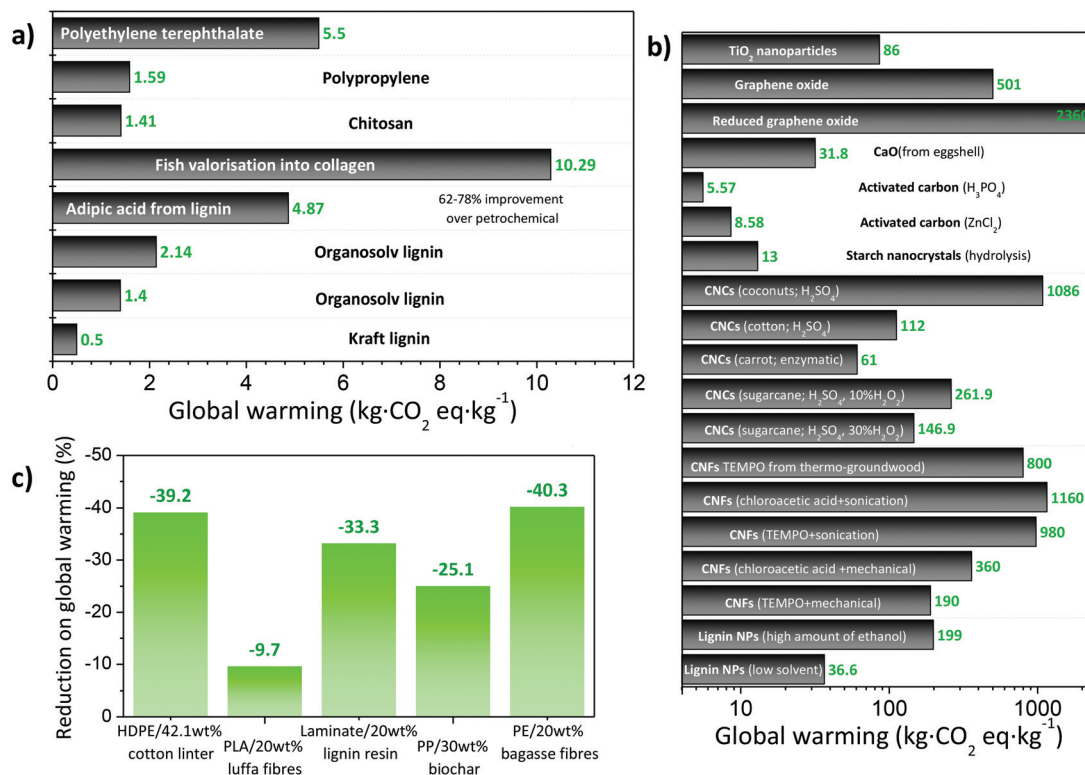 a)
Polyethylene terephthalate
5.5
1.59
Polypropylene
1.41
Chitosan
Fish valorisation into collagen
10.29
Adipic acid from lignin
4.87
62-78% improvement
over petrochemical
2.14
Organosolv lignin
1.4
Organosolv lignin
0.5
Kraft lignin
0 2 4 6 8 10 12
Global warming (kg·CO₂ eq·kg⁻¹)
b)
TiO₂ nanoparticles
86
Graphene oxide
501
Reduced graphene oxide
2360
31.8
CaO(from eggshell)
5.57
Activated carbon (H₃PO₄)
8.58
Activated carbon (ZnCl₂)
13
Starch nanocrystals (hydrolysis)
CNCs (coconuts; H₂SO₄)
1086
CNCs (cotton; H₂SO₄)
112
CNCs (carrot; enzymatic)
61
CNCs (sugarcane; H₂SO₄, 10%H₂O₂)
261.9
CNCs (sugarcane; H₂SO₄, 30%H₂O₂)
146.9
CNFs TEMPO from thermo-groundwood)
800
CNFs (chloroacetic acid+sonication)
1160
CNFs (TEMPO+sonication)
980
CNFs (chloroacetic acid +mechanical)
360
CNFs (TEMPO+mechanical)
190
Lignin NPs (high amount of ethanol)
199
Lignin NPs (low solvent)
36.6
10 100 1000
Global warming (kg·CO₂ eq·kg⁻¹)
c)
Reduction on global warming (%)
-50
-40
-30
-20
-10
0
-39.2
-9.7
-33.3
-25.1
-40.3
HDPE/42.1wt%
cotton linter
PLA/20wt%
luffa fibres
Laminate/20wt%
lignin resin
PP/30wt%
biochar
PE/20wt%
bagasse fibres